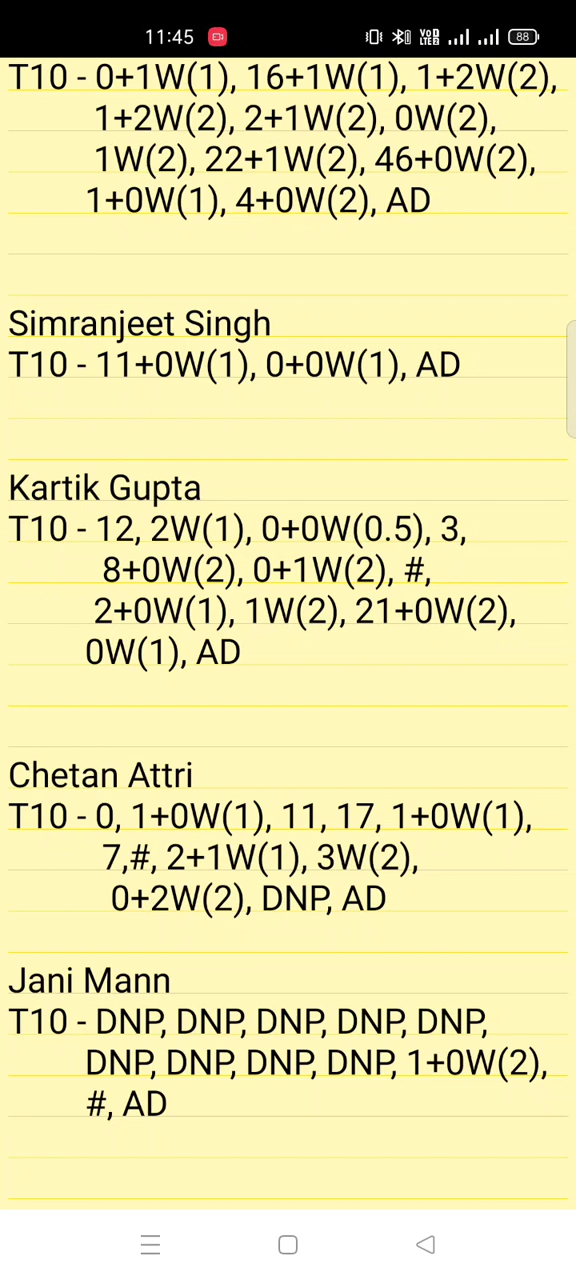 11:45 VoD LTE2 88
T10 - 0+1W(1), 16+1W(1), 1+2W(2),
1+2W(2), 2+1W(2), 0W(2),
1W(2), 22+1W(2), 46+0W(2),
1+0W(1), 4+0W(2), AD
Simranjeet Singh
T10 - 11+0W(1), 0+0W(1), AD
Kartik Gupta
T10 - 12, 2W(1), 0+0W(0.5), 3,
8+0W(2), 0+1W(2), #,
2+0W(1), 1W(2), 21+0W(2),
0W(1), AD
Chetan Attri
T10 - 0, 1+0W(1), 11, 17, 1+0W(1),
7,#, 2+1W(1), 3W(2),
0+2W(2), DNP, AD
Jani Mann
T10 - DNP, DNP, DNP, DNP, DNP,
DNP, DNP, DNP, DNP, 1+0W(2),
#, AD